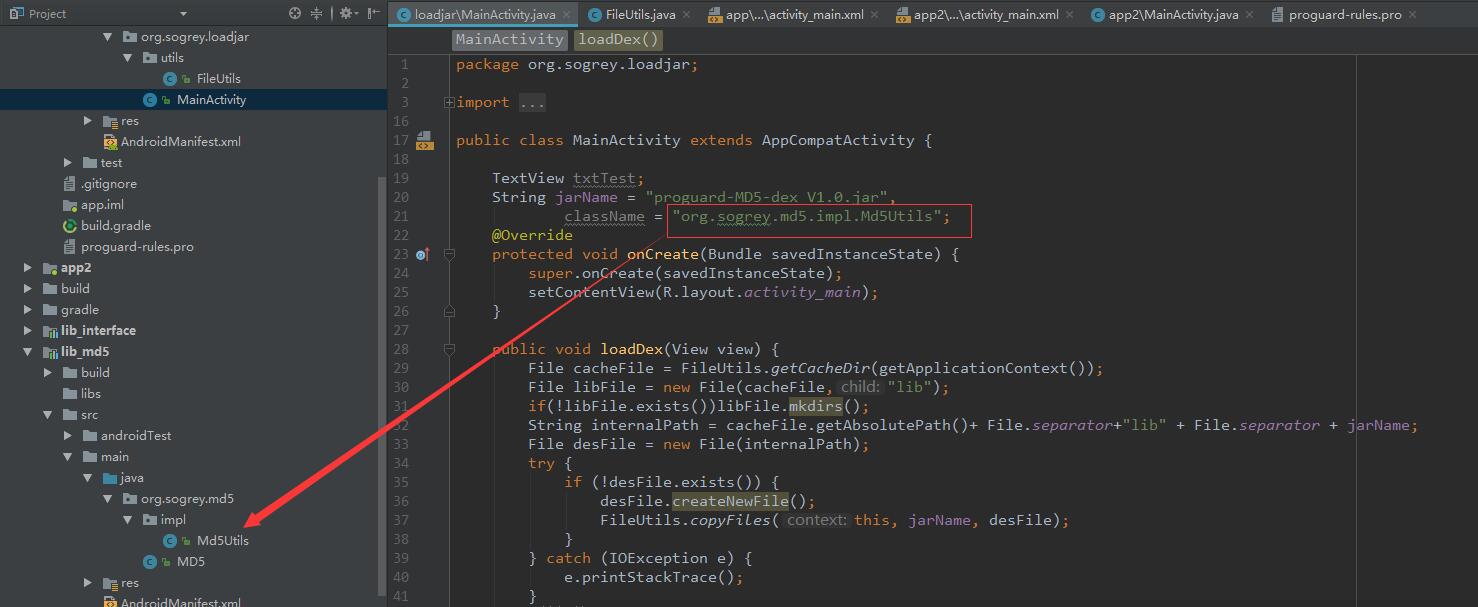 Project
org.sogrey.loadjar
utils
FileUtils
MainActivity
res
AndroidManifest.xml
test
.gitignore
app.iml
build.gradle
proguard-rules.pro
app2
build
gradle
lib_interface
lib_md5
build
libs
src
androidTest
main
java
org.sogrey.md5
impl
Md5Utils
MD5
res
AndroidManifest.xml
loadjar\MainActivity.java × FileUtils.java × app\...\activity_main.xml × app2\...\activity_main.xml × app2\MainActivity.java × proguard-rules.pro ×
MainActivity loadDex()
1 package org.sogrey.loadjar;
2
3 import ...
16
17 public class MainActivity extends AppCompatActivity {
18
19 TextView txtTest;
20 String jarName = "proguard-MD5-dex V1.0.jar",
21 className = "org.sogrey.md5.impl.Md5Utils";
22 @Override
23 protected void onCreate(Bundle savedInstanceState) {
24 super.onCreate(savedInstanceState);
25 setContentView(R.layout.activity_main);
26 }
27
28 public void loadDex(View view) {
29 File cacheFile = FileUtils.getCacheDir(getApplicationContext());
30 File libFile = new File(cacheFile, child: "lib");
31 if(!libFile.exists())libFile.mkdirs();
32 String internalPath = cacheFile.getAbsolutePath()+ File.separator+"lib" + File.separator + jarName;
33 File desFile = new File(internalPath);
34 try {
35 if (!desFile.exists()) {
36 desFile.createNewFile();
37 FileUtils.copyFiles( context: this, jarName, desFile);
38 }
39 } catch (IOException e) {
40 e.printStackTrace();
41 }